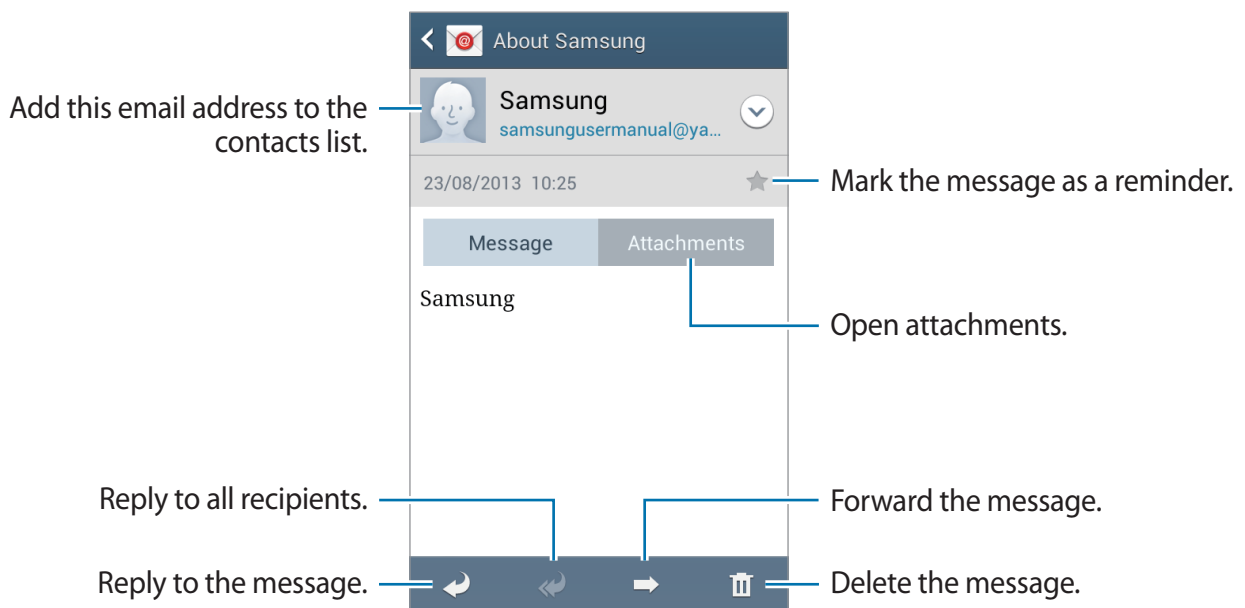 About Samsung
Add this email address to the
contacts list.
Samsung
samsungusermanual@ya...
23/08/2013 10:25
Mark the message as a reminder.
Message
Attachments
Samsung
Open attachments.
Reply to all recipients.
Forward the message.
Reply to the message.
Delete the message.